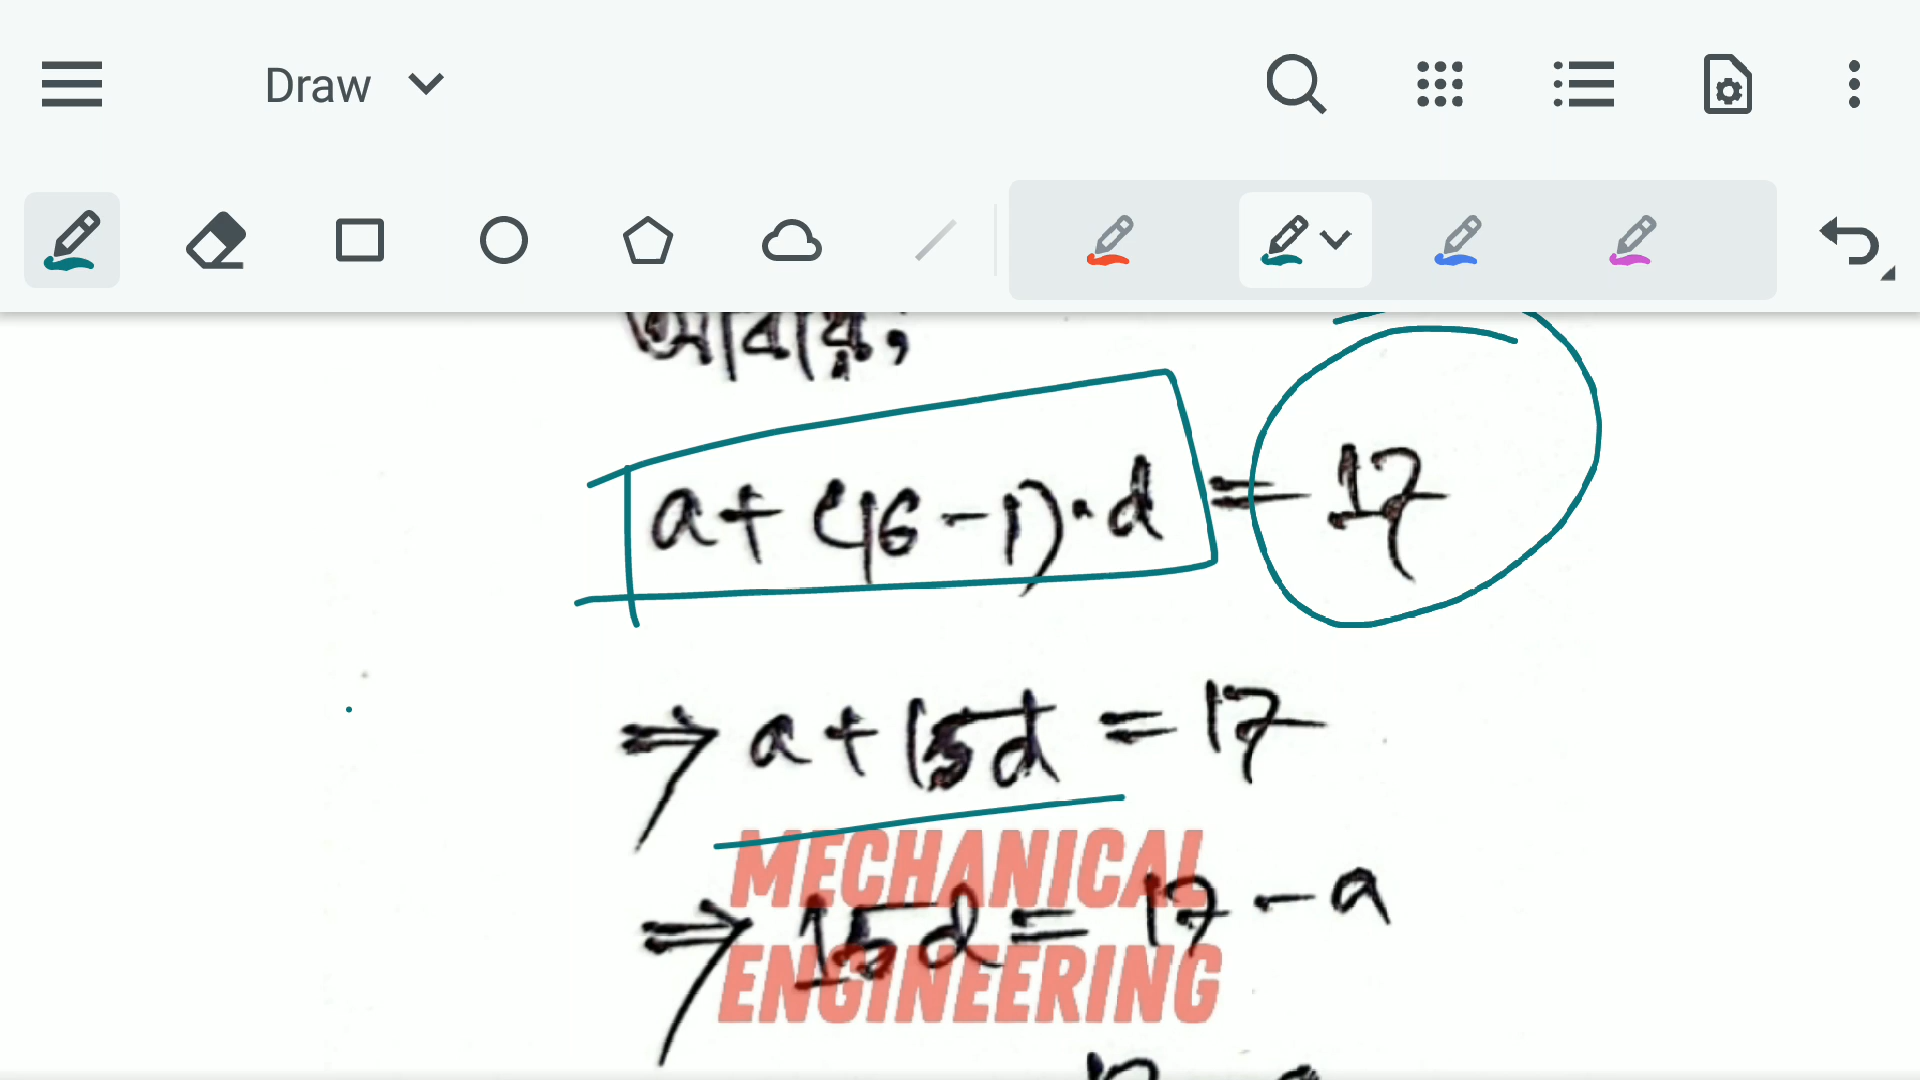 Draw
আবার,
a + (16 - 1) · d = 17
⇒ a + 15d = 17
⇒ 15d = 17 - a
MECHANICAL
ENGINEERING